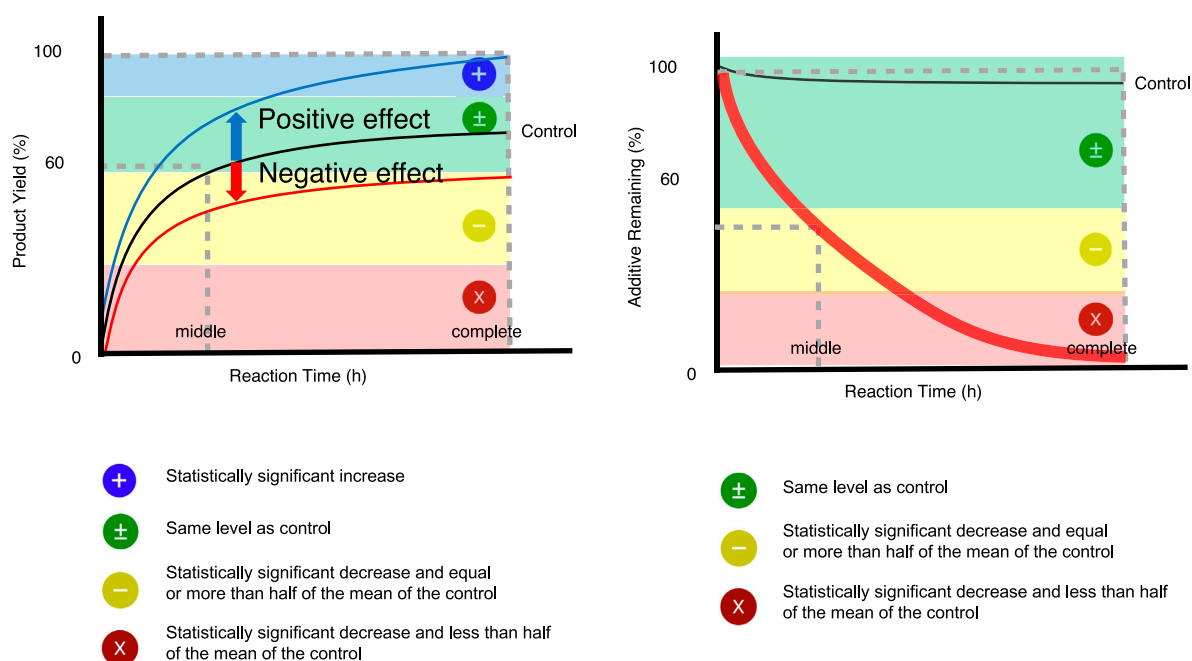 100
60
0
Product Yield (%)
+
±
−
x
Positive effect
Negative effect
Control
middle
complete
Reaction Time (h)
100
60
0
Additive Remaining (%)
Control
±
−
x
middle
complete
Reaction Time (h)
+ Statistically significant increase
± Same level as control
− Statistically significant decrease and equal
or more than half of the mean of the control
x Statistically significant decrease and less than half
of the mean of the control
± Same level as control
− Statistically significant decrease and equal
or more than half of the mean of the control
x Statistically significant decrease and less than half
of the mean of the control